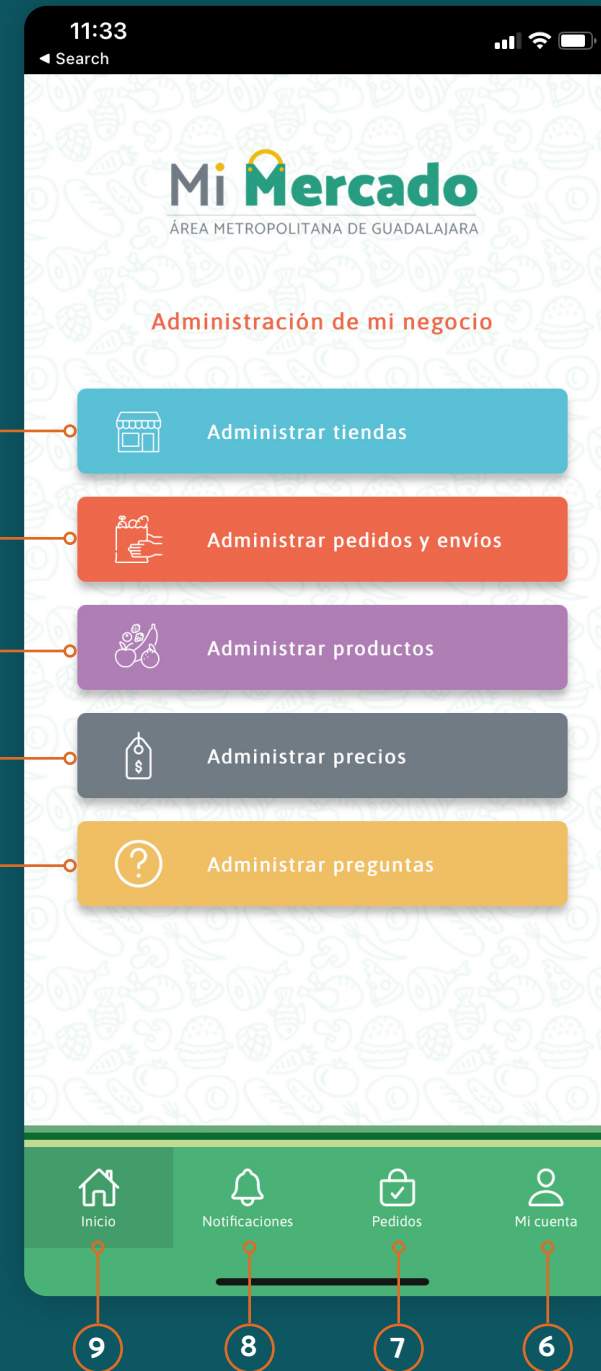 11:33
◀ Search
Mi Mercado
ÁREA METROPOLITANA DE GUADALAJARA
Administración de mi negocio
Administrar tiendas
Administrar pedidos y envíos
Administrar productos
$
Administrar precios
?
Administrar preguntas
Inicio
Notificaciones
Pedidos
Mi cuenta
9
8
7
6